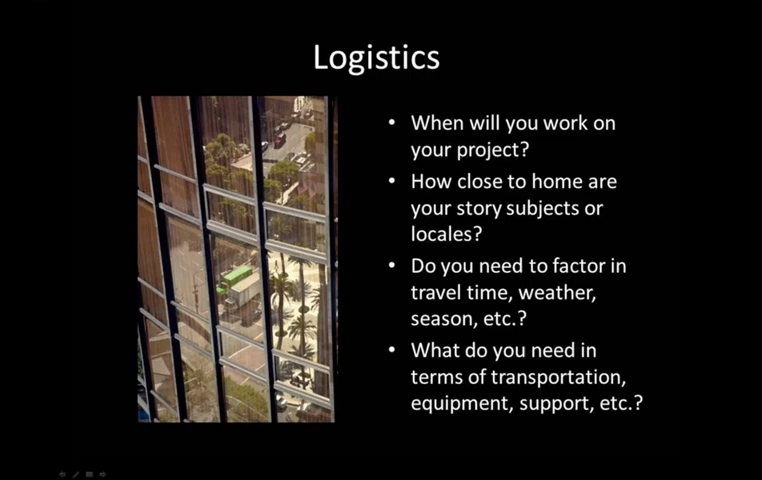 Logistics
• When will you work on
your project?
• How close to home are
your story subjects or
locales?
• Do you need to factor in
travel time, weather,
season, etc.?
• What do you need in
terms of transportation,
equipment, support, etc.?